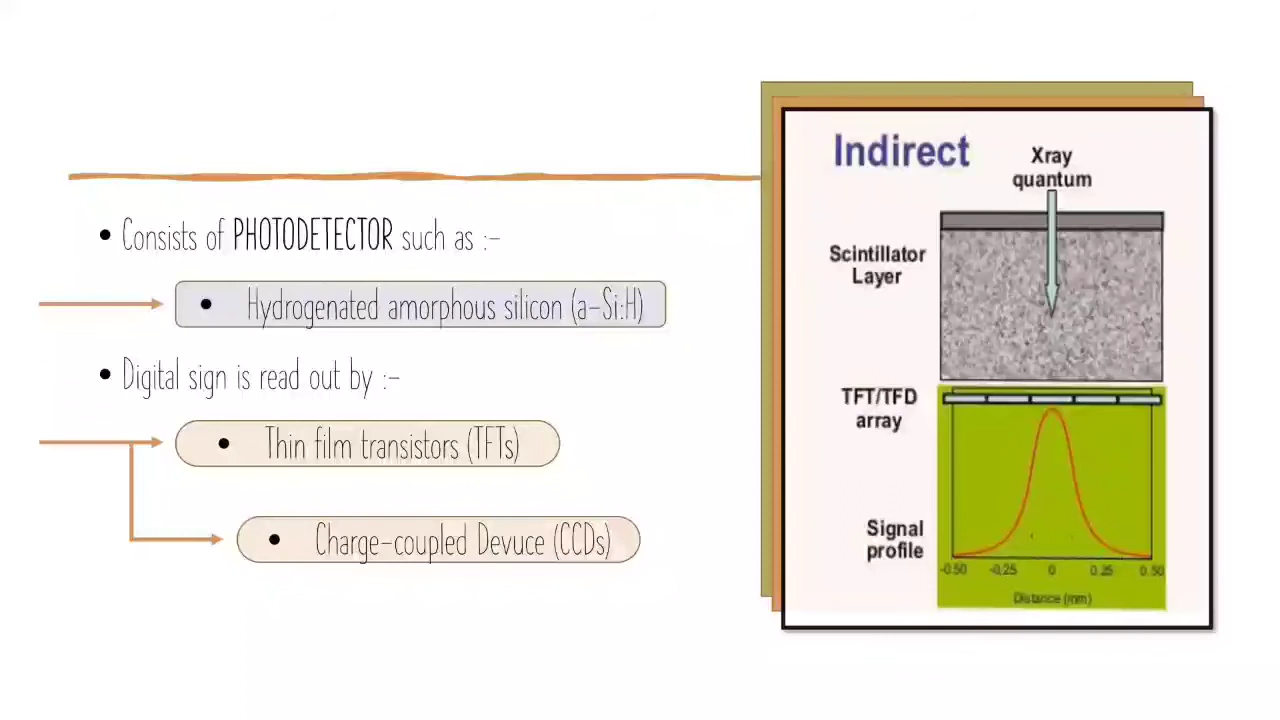 • Consists of PHOTODETECTOR such as :-
• Hydrogenated amorphous silicon (a-Si:H)
• Digital sign is read out by :-
• Thin film transistors (TFTs)
• Charge-coupled Devuce (CCDs)
Indirect
Xray
quantum
Scintillator
Layer
TFT/TFD
array
Signal
profile
-0.50 -0.25 0 0.25 0.50
Distance (mm)